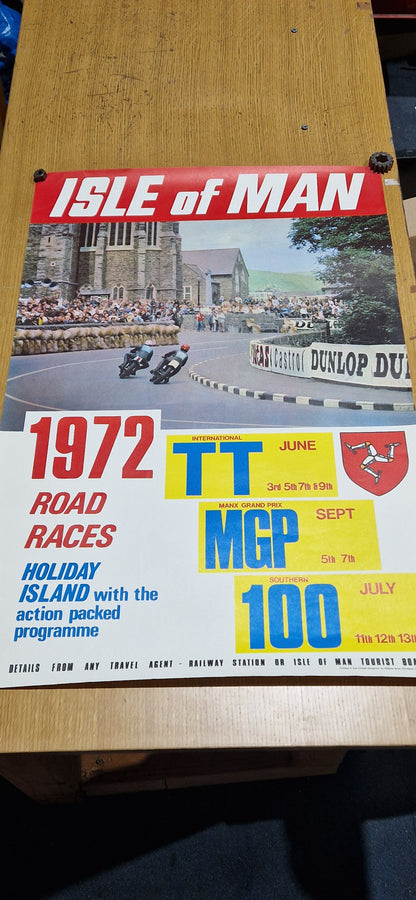 ISLE of MAN
Castrol DUNLOP DU
1972
ROAD
RACES
HOLIDAY
ISLAND with the
action packed
programme
INTERNATIONAL
TT JUNE
3rd 5th 7th & 9th
MANX GRAND PRIX
MGP SEPT
5th 7th
SOUTHERN
100 JULY
11th 12th 13th
DETAILS FROM ANY TRAVEL AGENT - RAILWAY STATION OR ISLE OF MAN TOURIST BOA